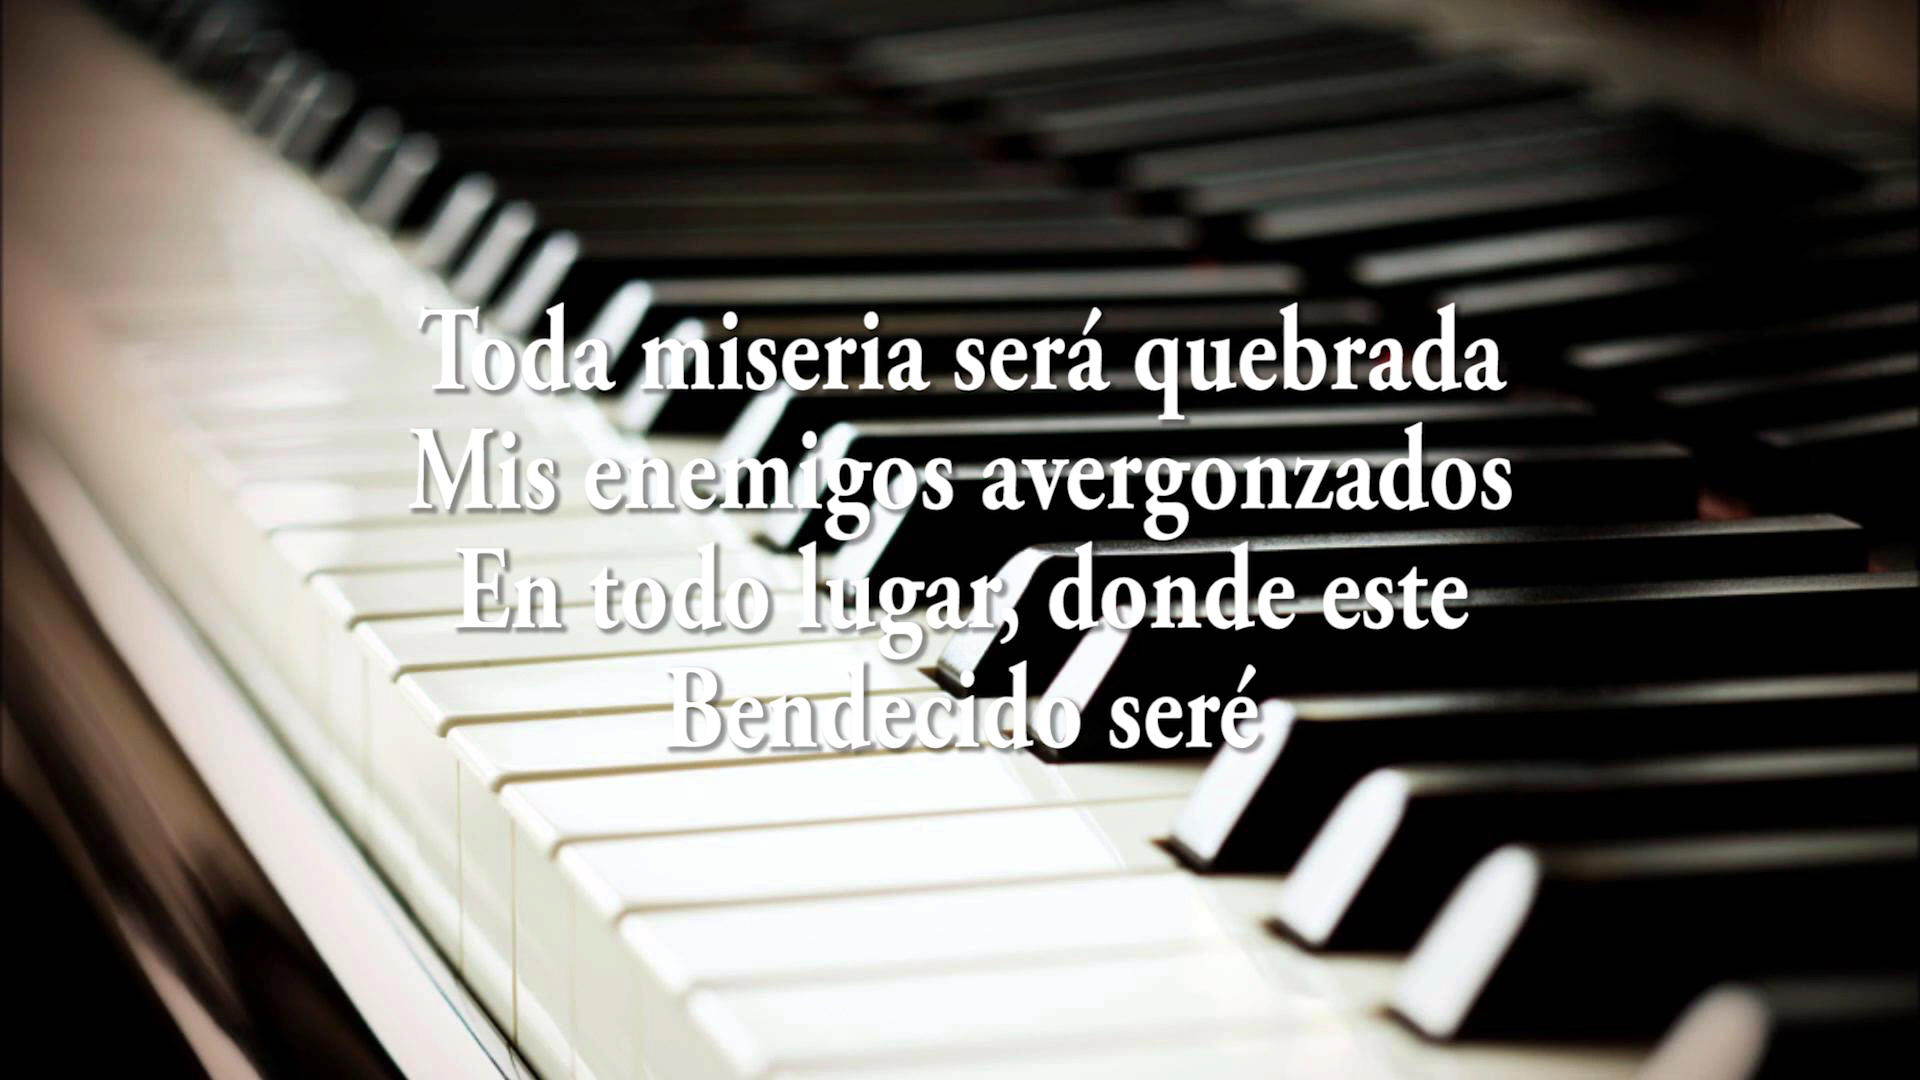 Toda miseria será quebrada
Mis enemigos avergonzados
En todo lugar, donde este
Bendecido seré